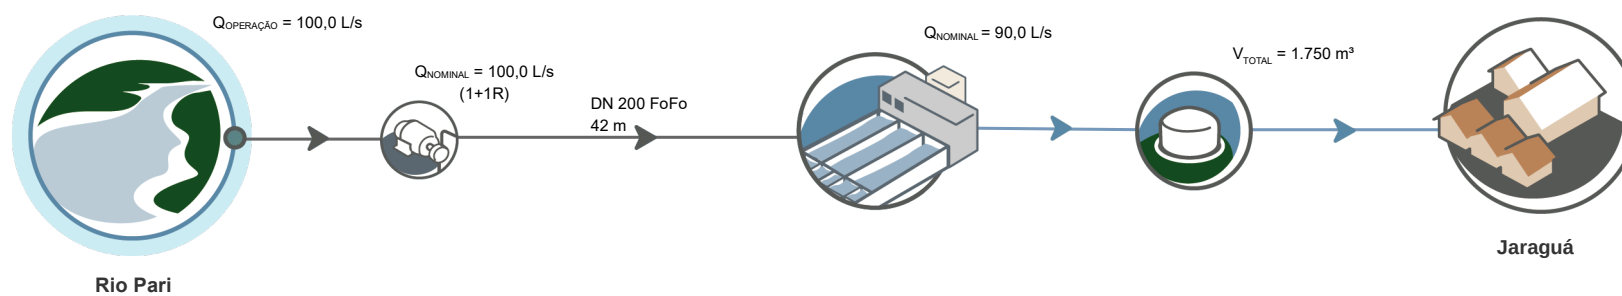 QOPERAÇÃO = 100,0 L/s
QNOMINAL = 100,0 L/s
(1+1R)
DN 200 FoFo
42 m
QNOMINAL = 90,0 L/s
VTOTAL = 1.750 m³
Rio Pari
Jaraguá